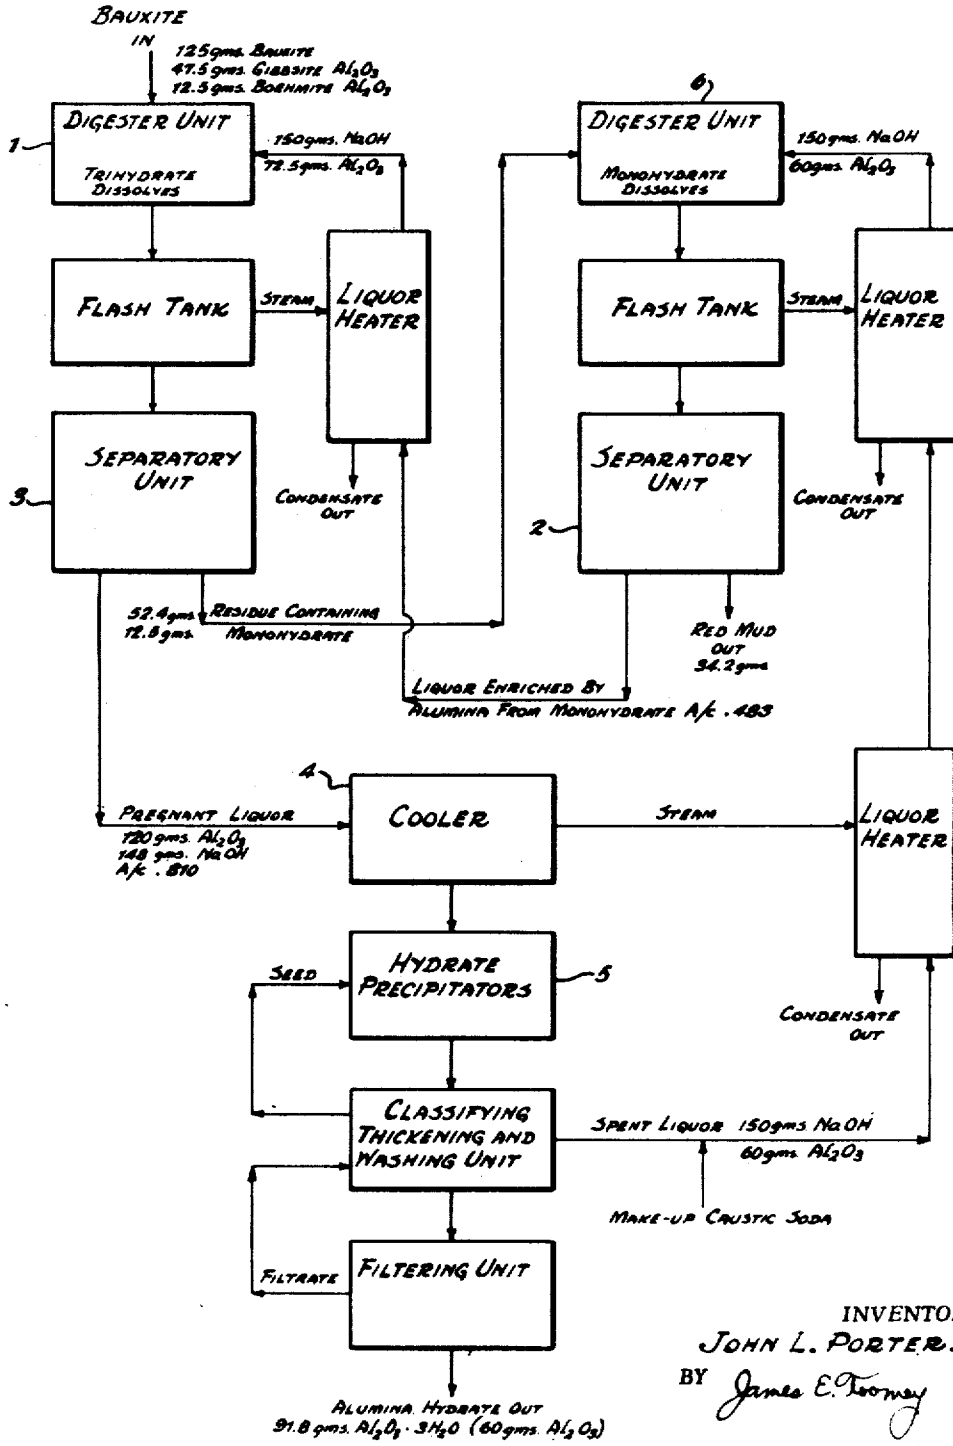 BAUXITE
IN
125 gms. BAUXITE
47.5 gms. GIBBSITE Al₂O₃
12.5 gms. BOEHMITE Al₂O₃
1
DIGESTER UNIT
TRIHYDRATE
DISSOLVES
150 gms. NaOH
72.5 gms. Al₂O₃
6
DIGESTER UNIT
MONOHYDRATE
DISSOLVES
150 gms. NaOH
60 gms. Al₂O₃
FLASH TANK
STEAM
LIQUOR
HEATER
FLASH TANK
STEAM
LIQUOR
HEATER
3
SEPARATORY
UNIT
CONDENSATE
OUT
2
SEPARATORY
UNIT
CONDENSATE
OUT
52.4 gms.
12.5 gms.
RESIDUE CONTAINING
MONOHYDRATE
RED MUD
OUT
34.2 gms
LIQUOR ENRICHED BY
ALUMINA FROM MONOHYDRATE A/C .483
4
COOLER
PREGNANT LIQUOR
120 gms. Al₂O₃
148 gms. NaOH
A/C .810
STEAM
LIQUOR
HEATER
SEED
HYDRATE
PRECIPITATORS
5
CONDENSATE
OUT
CLASSIFYING
THICKENING AND
WASHING UNIT
SPENT LIQUOR 150 gms NaOH
60 gms. Al₂O₃
MAKE-UP CAUSTIC SODA
FILTRATE
FILTERING UNIT
ALUMINA HYDRATE OUT
91.8 gms. Al₂O₃ · 3H₂O (60 gms. Al₂O₃)
INVENTO
JOHN L. PORTER.
BY James E. Toomey